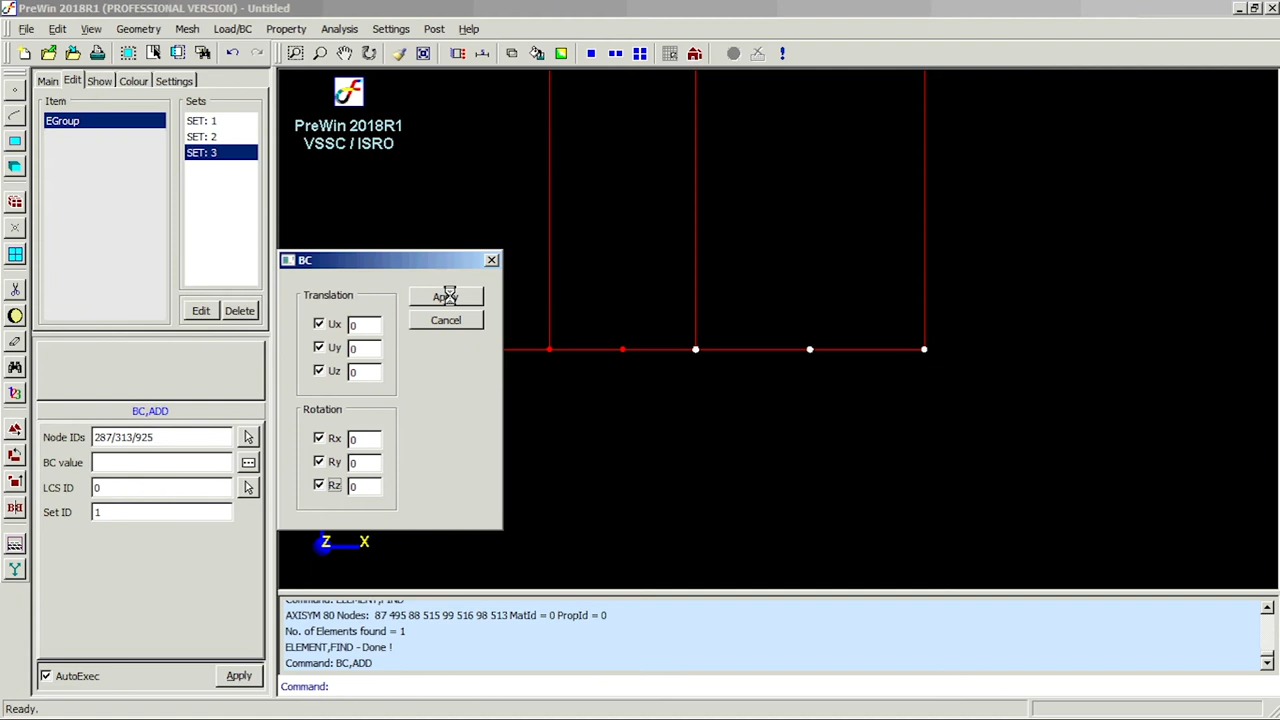 PreWin 2018R1 (PROFESSIONAL VERSION) - Untitled
File Edit View Geometry Mesh Load/BC Property Analysis Settings Post Help
Main Edit Show Colour Settings
Item Sets
EGroup
SET: 1
SET: 2
SET: 3
Edit Delete
PreWin 2018R1
VSSC / ISRO
BC
Translation
Ux 0
Uy 0
Uz 0
Apply
Cancel
Rotation
Rx 0
Ry 0
Rz 0
BC,ADD
Node IDs 287/313/925
BC value
LCS ID 0
Set ID 1
AutoExec Apply
Z X
Command: ELEMENT,FIND
AXISYM 80 Nodes: 87 495 88 515 99 516 98 513 MatId = 0 PropId = 0
No. of Elements found = 1
ELEMENT,FIND - Done !
Command: BC,ADD
Command:
Ready.